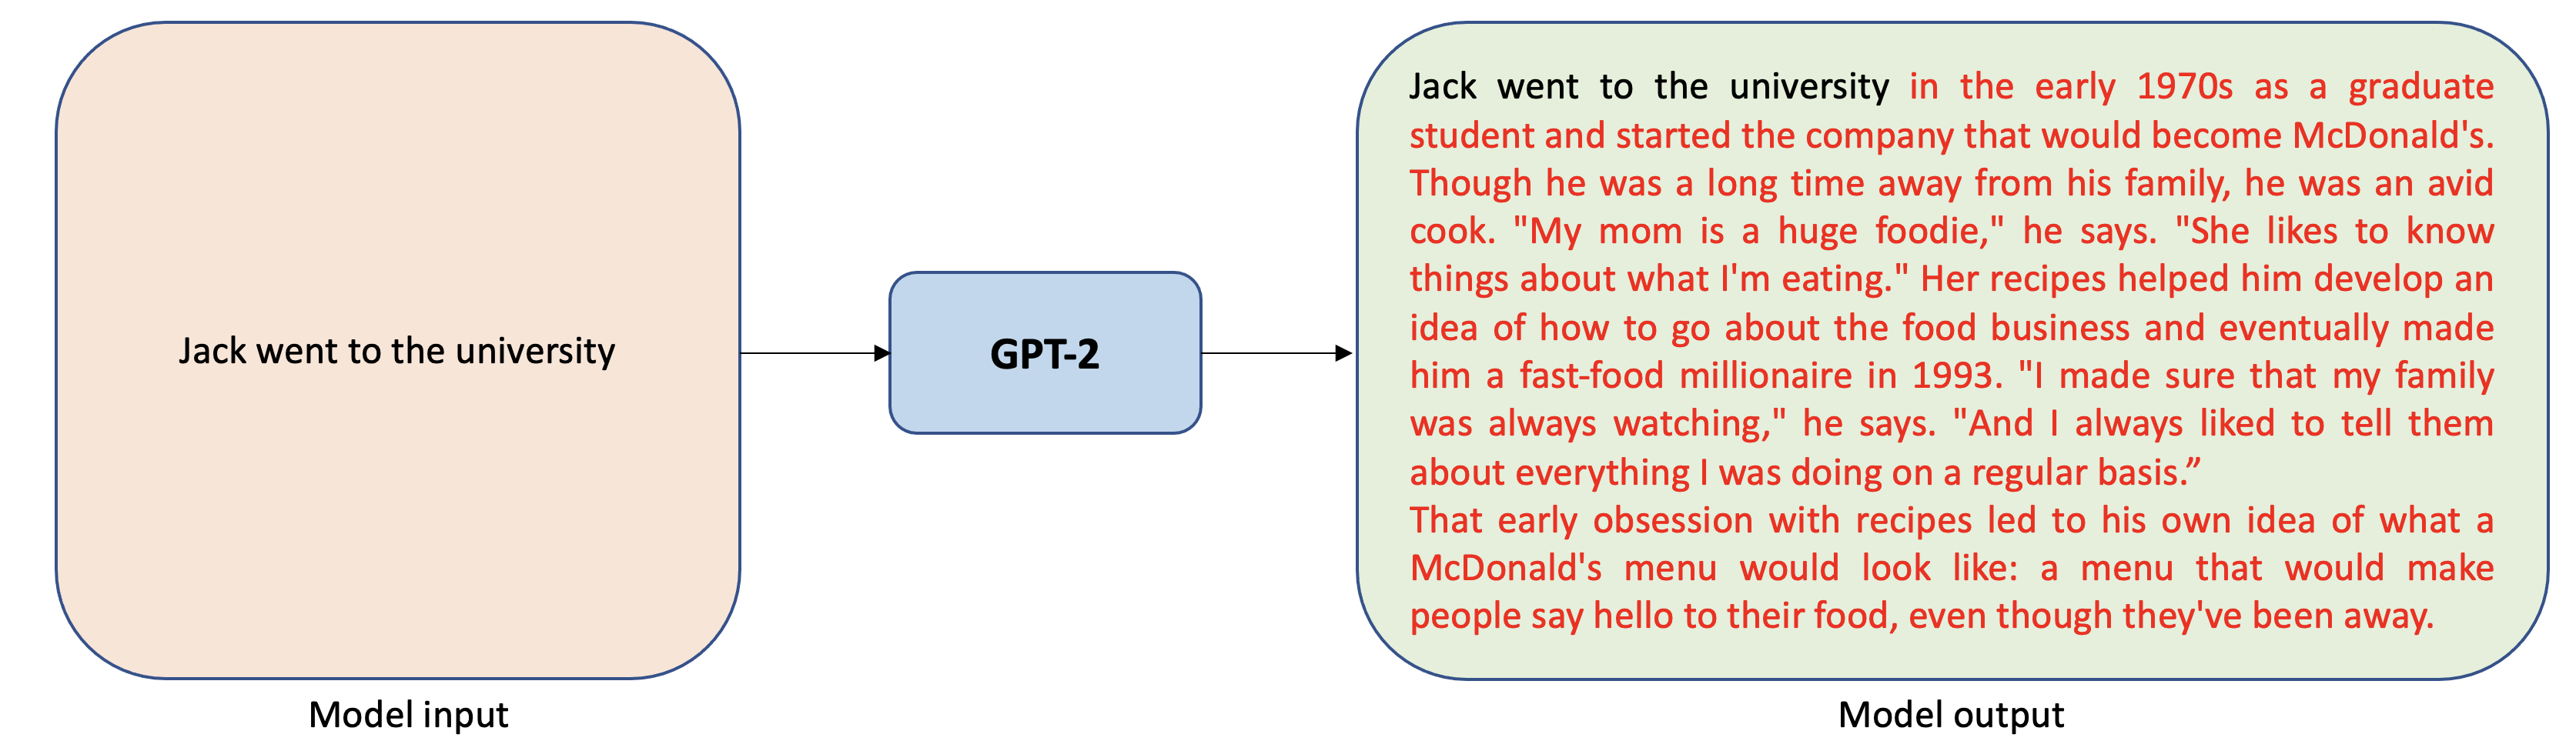 Jack went to the university
Model input
GPT-2
Jack went to the university in the early 1970s as a graduate
student and started the company that would become McDonald's.
Though he was a long time away from his family, he was an avid
cook. "My mom is a huge foodie," he says. "She likes to know
things about what I'm eating." Her recipes helped him develop an
idea of how to go about the food business and eventually made
him a fast-food millionaire in 1993. "I made sure that my family
was always watching," he says. "And I always liked to tell them
about everything I was doing on a regular basis.”
That early obsession with recipes led to his own idea of what a
McDonald's menu would look like: a menu that would make
people say hello to their food, even though they've been away.
Model output